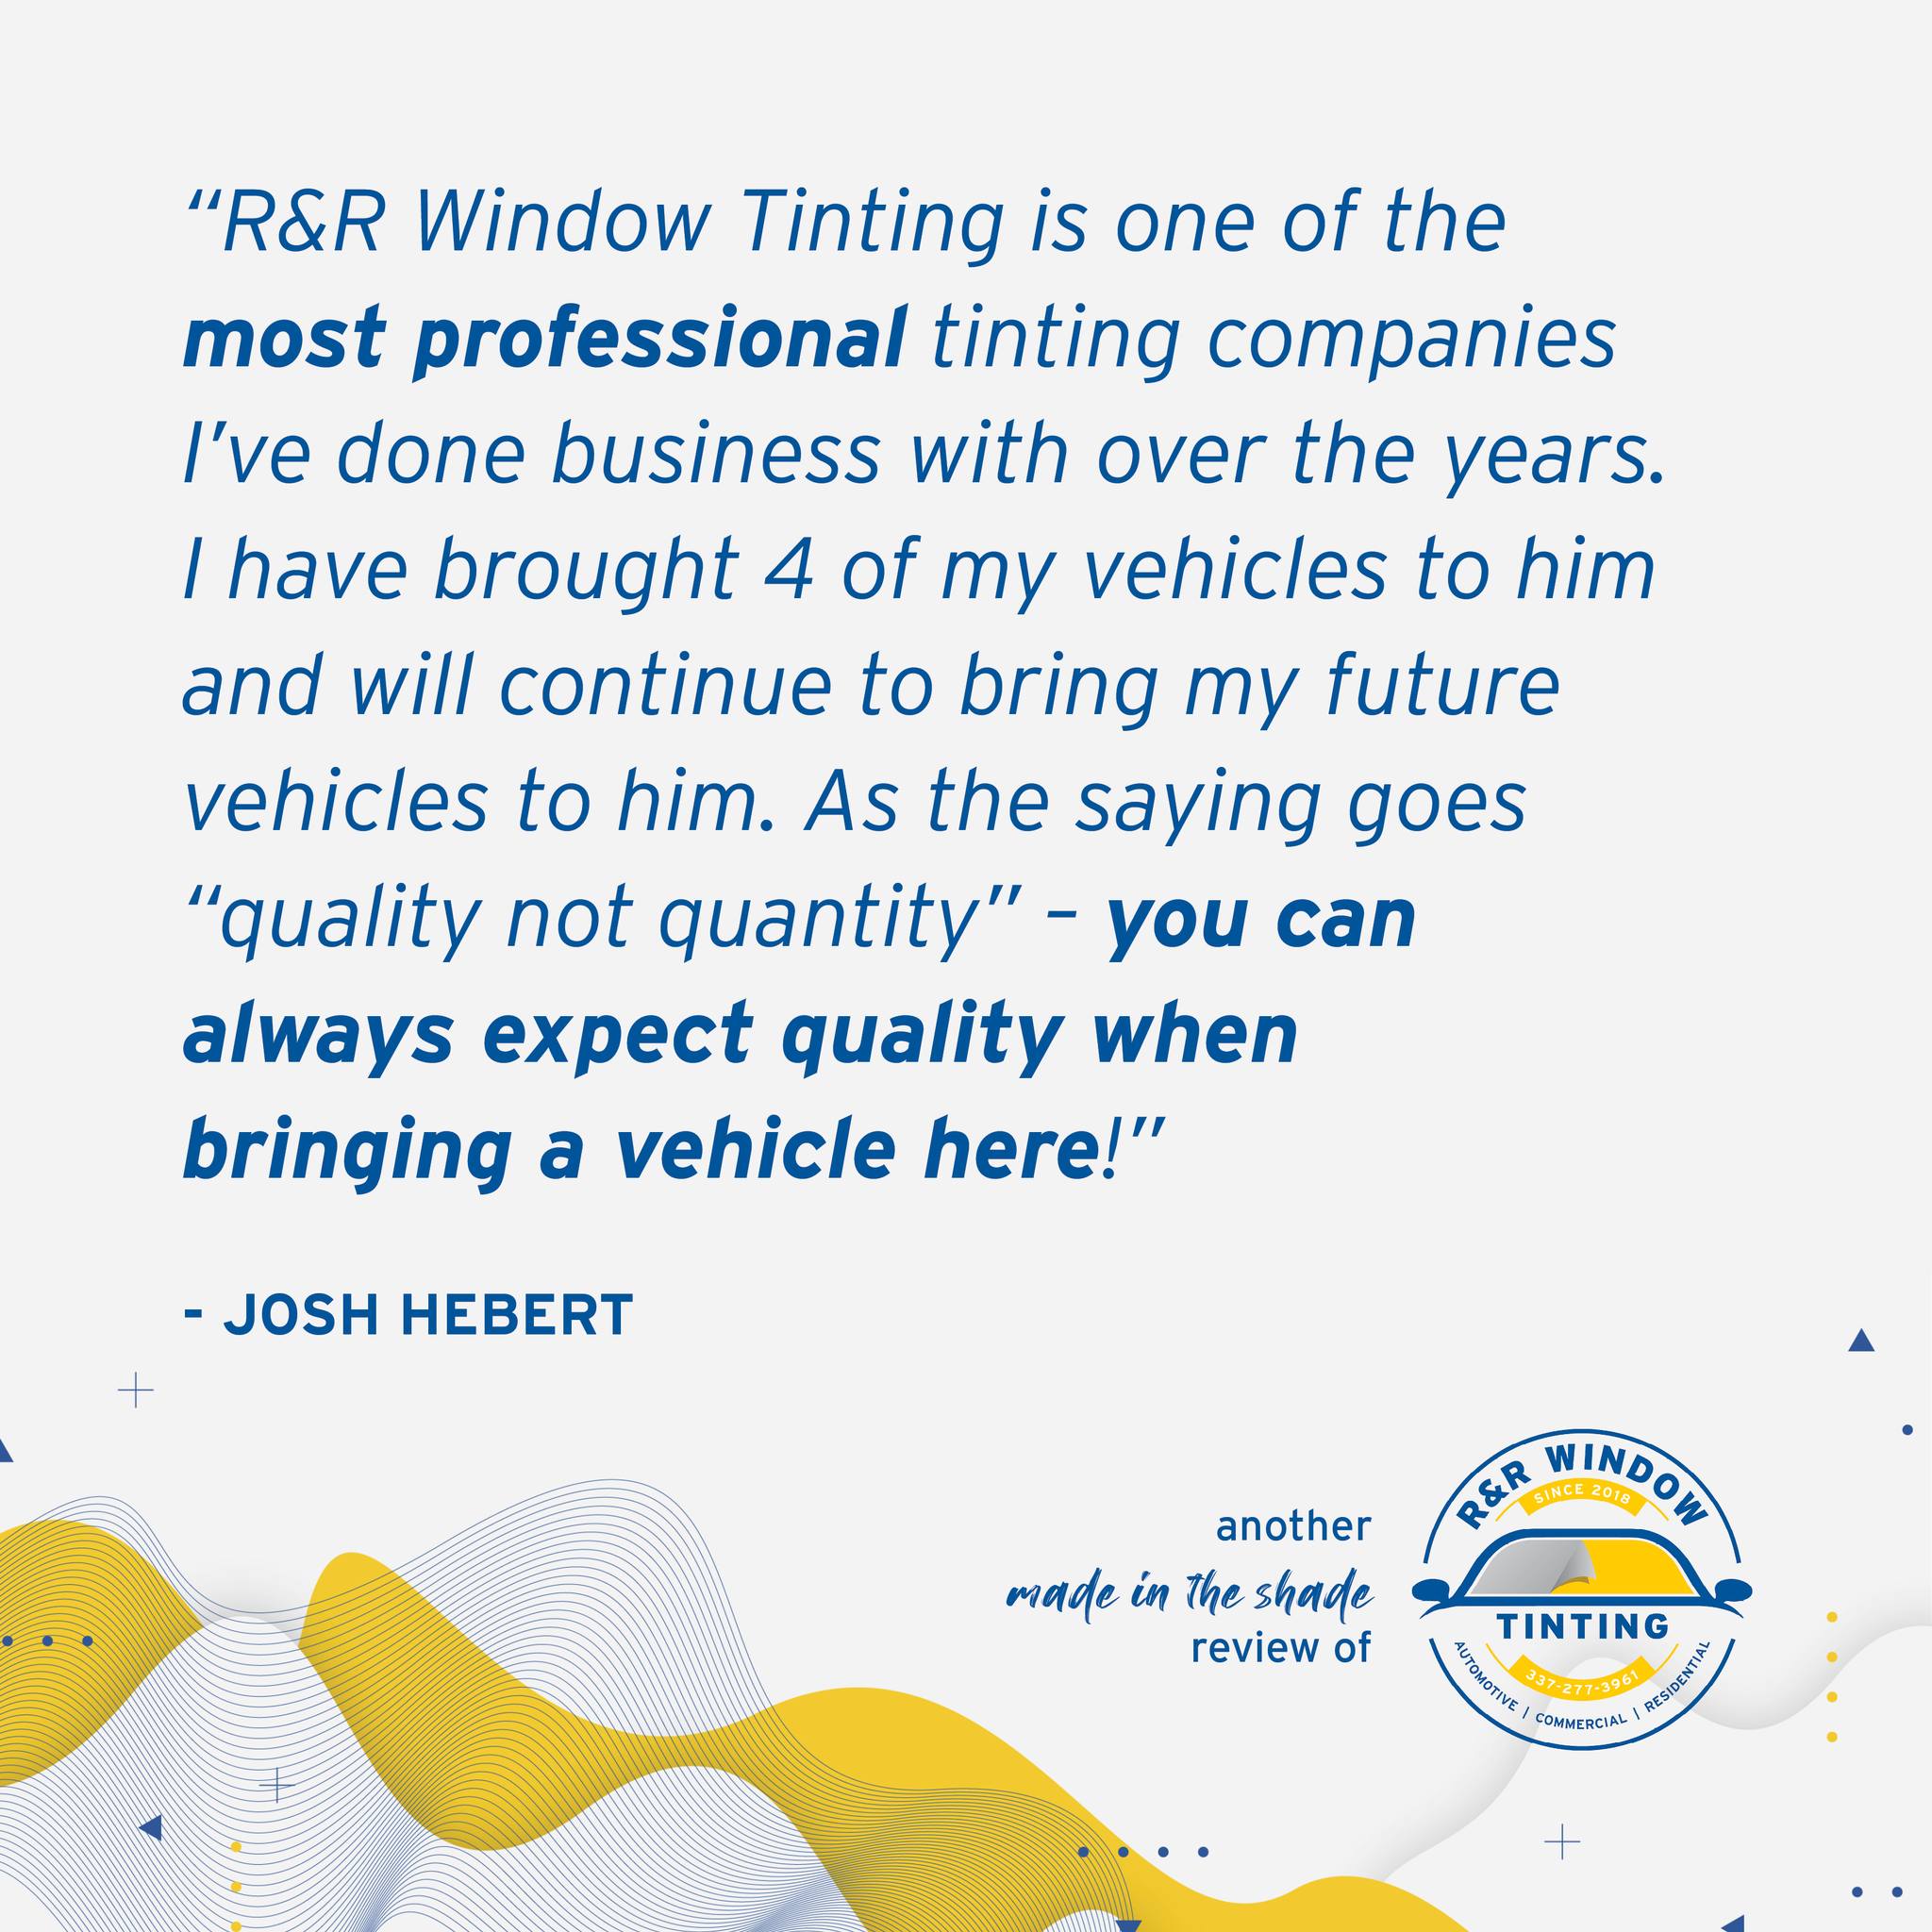 “R&R Window Tinting is one of the
most professional tinting companies
I’ve done business with over the years.
I have brought 4 of my vehicles to him
and will continue to bring my future
vehicles to him. As the saying goes
“quality not quantity” – you can
always expect quality when
bringing a vehicle here!”
- JOSH HEBERT
another
made in the shade
review of
R&R WINDOW
SINCE 2018
TINTING
337-277-3961
AUTOMOTIVE | COMMERCIAL | RESIDENTIAL